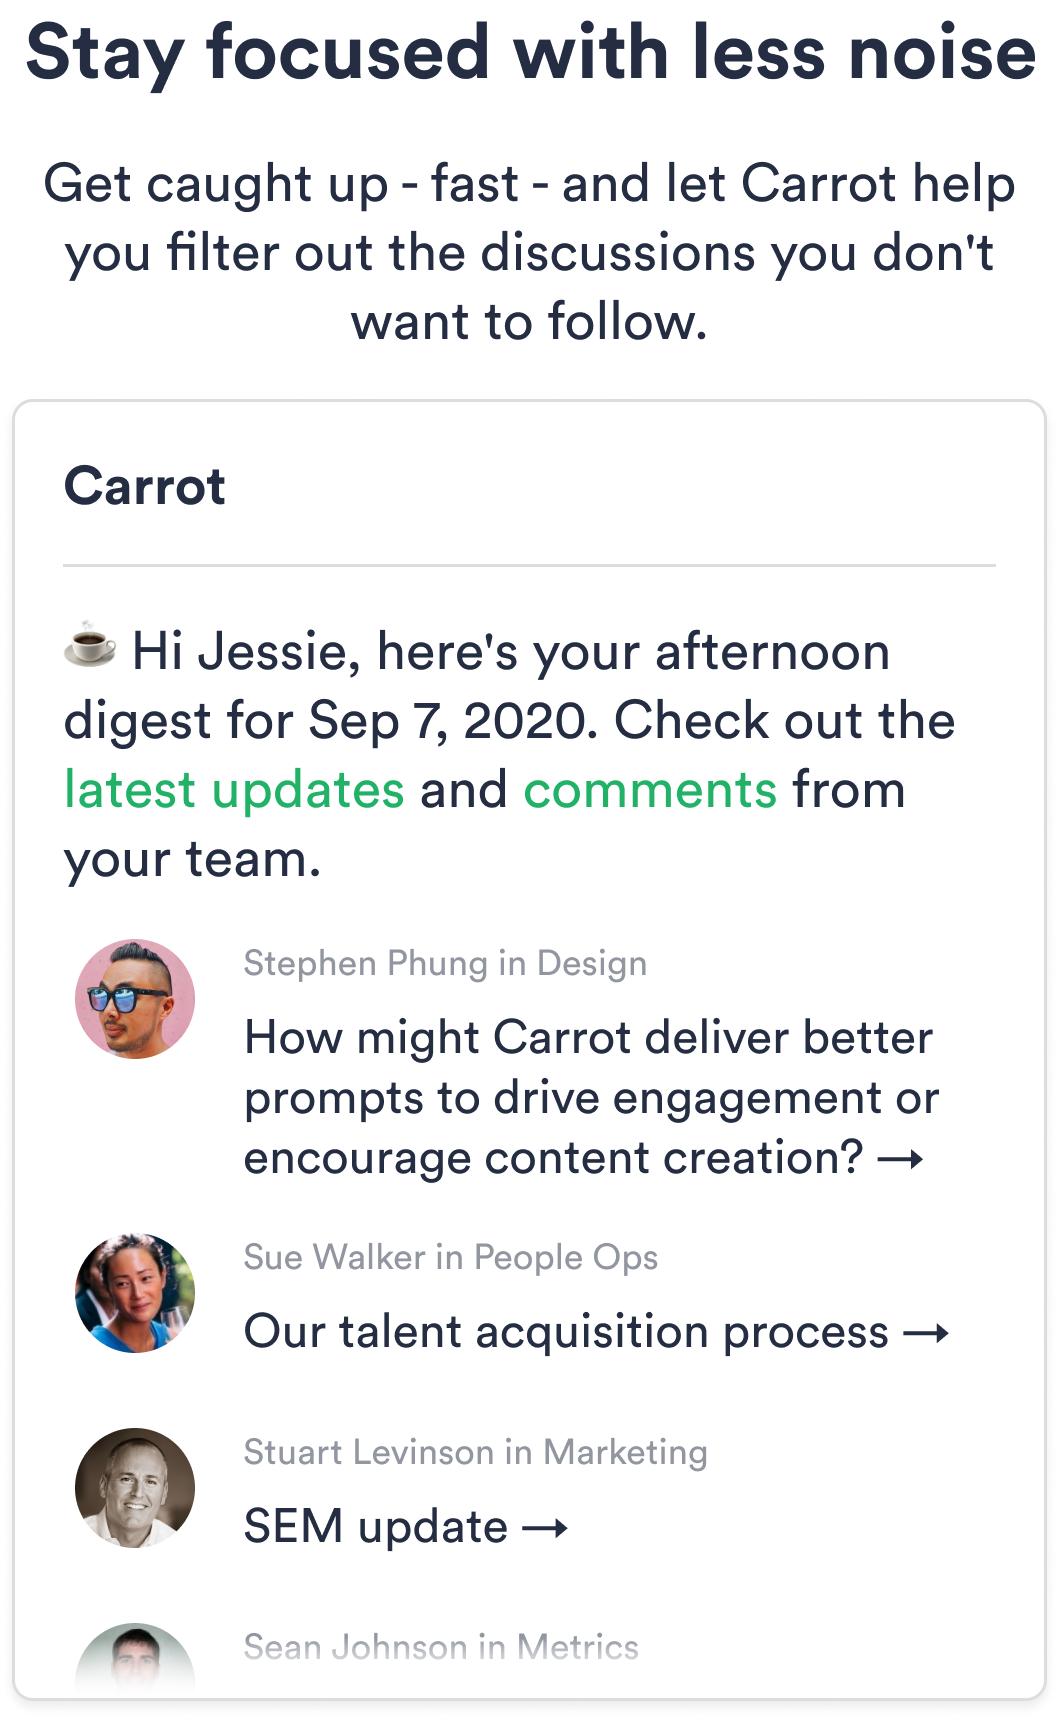 Stay focused with less noise
Get caught up - fast - and let Carrot help
you filter out the discussions you don't
want to follow.
Carrot
☕ Hi Jessie, here's your afternoon
digest for Sep 7, 2020. Check out the
latest updates and comments from
your team.
Stephen Phung in Design
How might Carrot deliver better
prompts to drive engagement or
encourage content creation? →
Sue Walker in People Ops
Our talent acquisition process →
Stuart Levinson in Marketing
SEM update →
Sean Johnson in Metrics